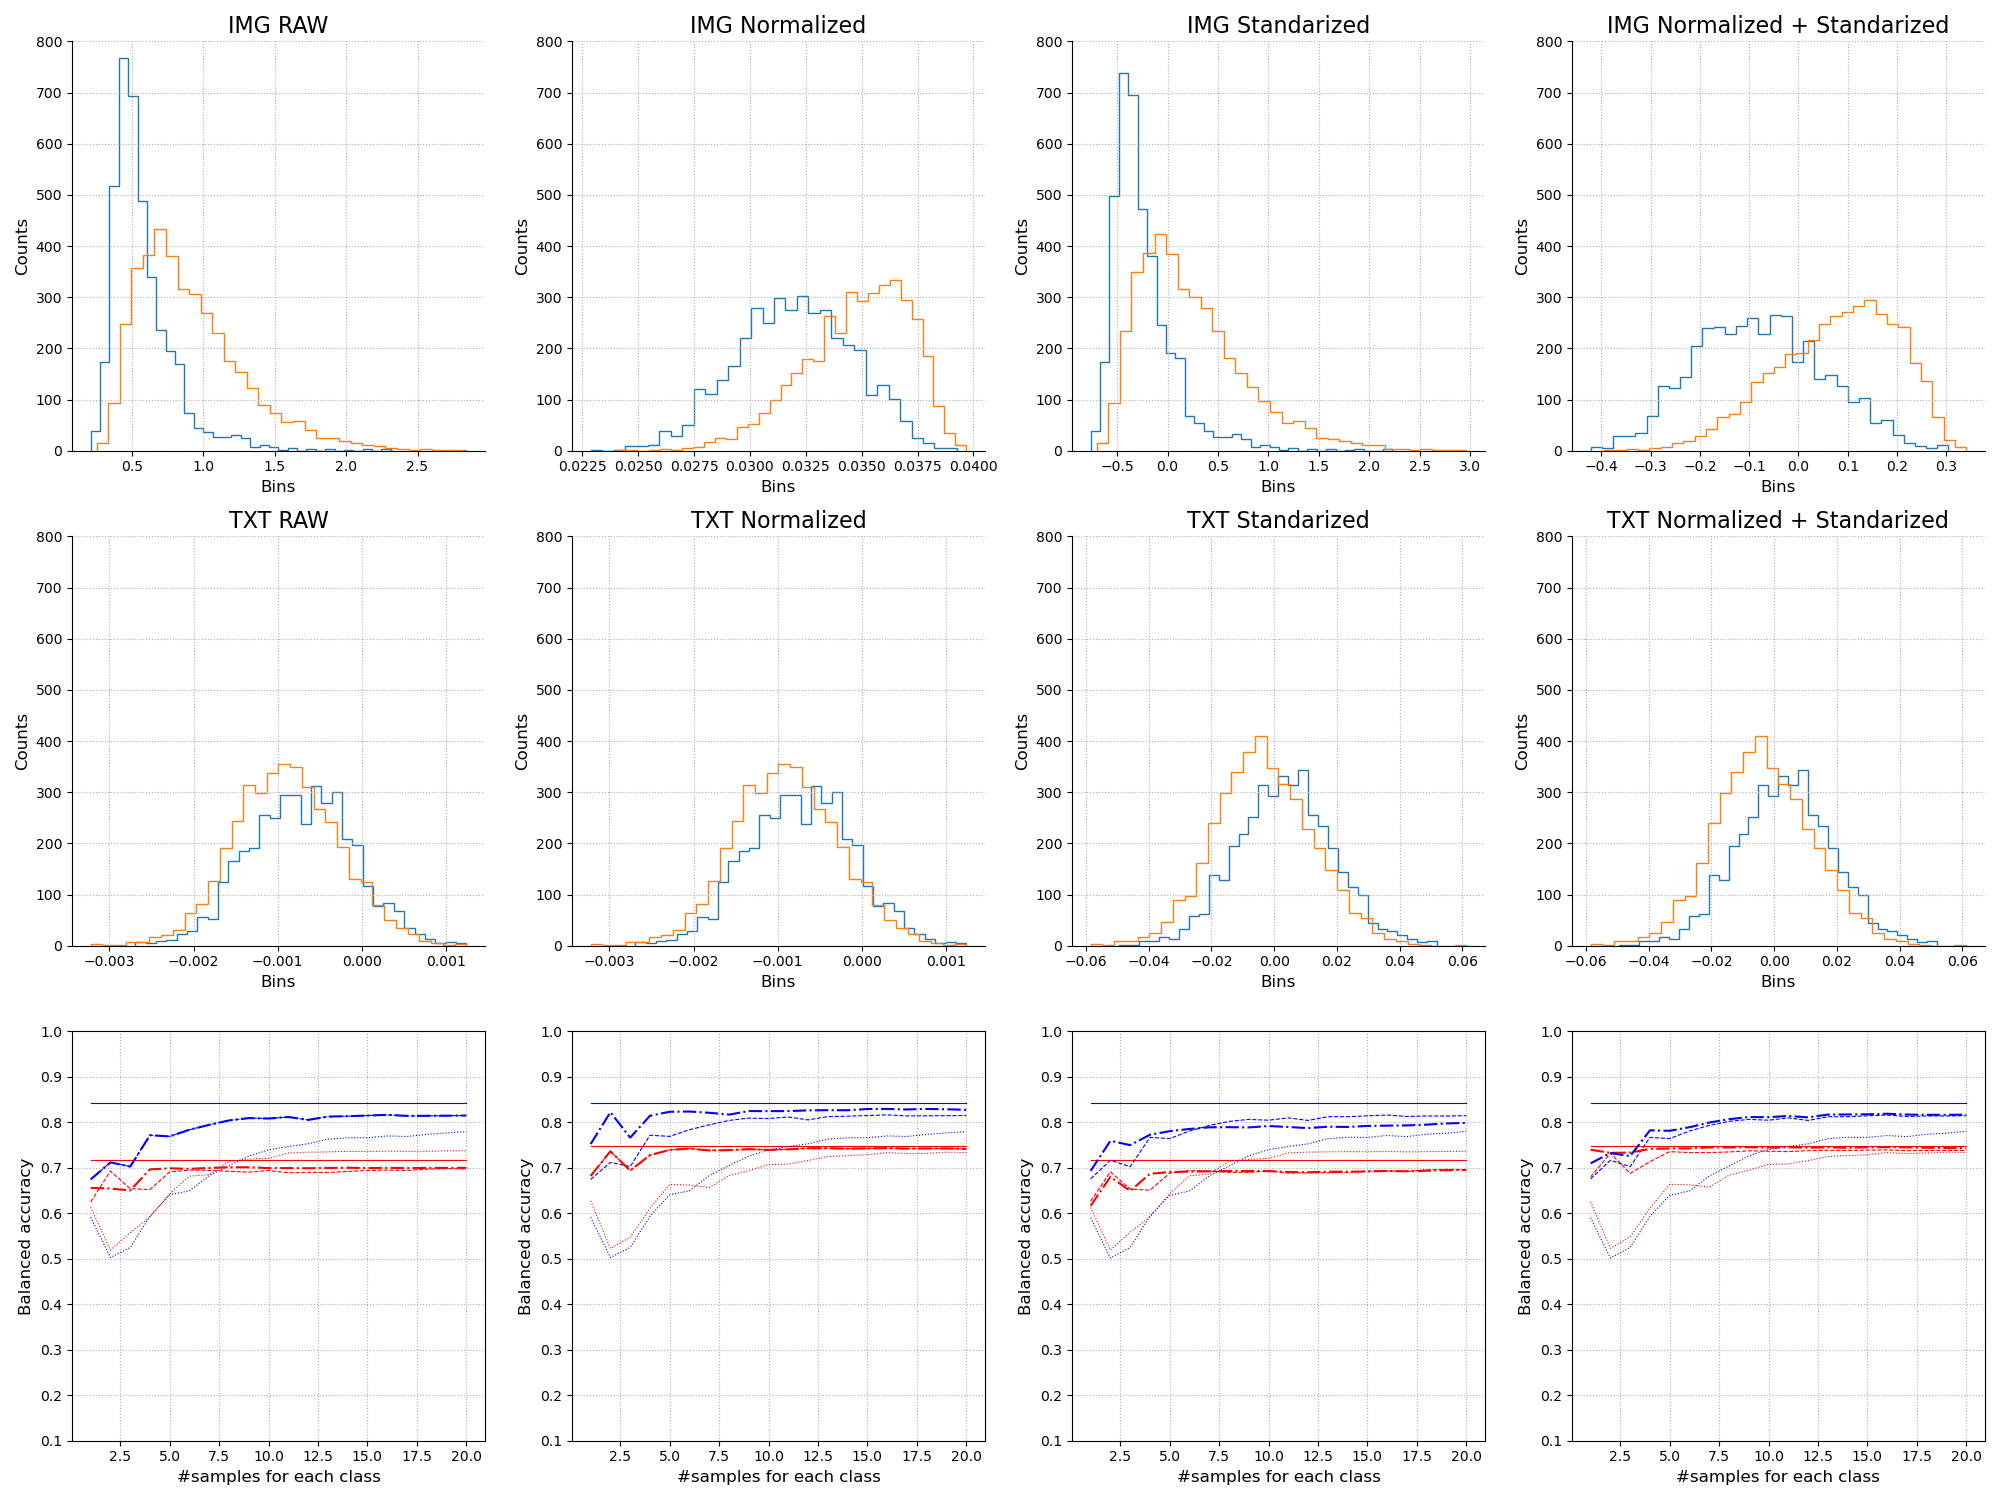 IMG RAW
800
700
600
500
400
300
200
100
0
Counts
0.5 1.0 1.5 2.0 2.5
Bins
IMG Normalized
800
700
600
500
400
300
200
100
0
Counts
0.0225 0.0250 0.0275 0.0300 0.0325 0.0350 0.0375 0.0400
Bins
IMG Standarized
800
700
600
500
400
300
200
100
0
Counts
−0.5 0.0 0.5 1.0 1.5 2.0 2.5 3.0
Bins
IMG Normalized + Standarized
800
700
600
500
400
300
200
100
0
Counts
−0.4 −0.3 −0.2 −0.1 0.0 0.1 0.2 0.3
Bins
TXT RAW
800
700
600
500
400
300
200
100
0
Counts
−0.003 −0.002 −0.001 0.000 0.001
Bins
TXT Normalized
800
700
600
500
400
300
200
100
0
Counts
−0.003 −0.002 −0.001 0.000 0.001
Bins
TXT Standarized
800
700
600
500
400
300
200
100
0
Counts
−0.06 −0.04 −0.02 0.00 0.02 0.04 0.06
Bins
TXT Normalized + Standarized
800
700
600
500
400
300
200
100
0
Counts
−0.06 −0.04 −0.02 0.00 0.02 0.04 0.06
Bins
1.0
0.9
0.8
0.7
0.6
0.5
0.4
0.3
0.2
0.1
Balanced accuracy
2.5 5.0 7.5 10.0 12.5 15.0 17.5 20.0
#samples for each class
1.0
0.9
0.8
0.7
0.6
0.5
0.4
0.3
0.2
0.1
Balanced accuracy
2.5 5.0 7.5 10.0 12.5 15.0 17.5 20.0
#samples for each class
1.0
0.9
0.8
0.7
0.6
0.5
0.4
0.3
0.2
0.1
Balanced accuracy
2.5 5.0 7.5 10.0 12.5 15.0 17.5 20.0
#samples for each class
1.0
0.9
0.8
0.7
0.6
0.5
0.4
0.3
0.2
0.1
Balanced accuracy
2.5 5.0 7.5 10.0 12.5 15.0 17.5 20.0
#samples for each class